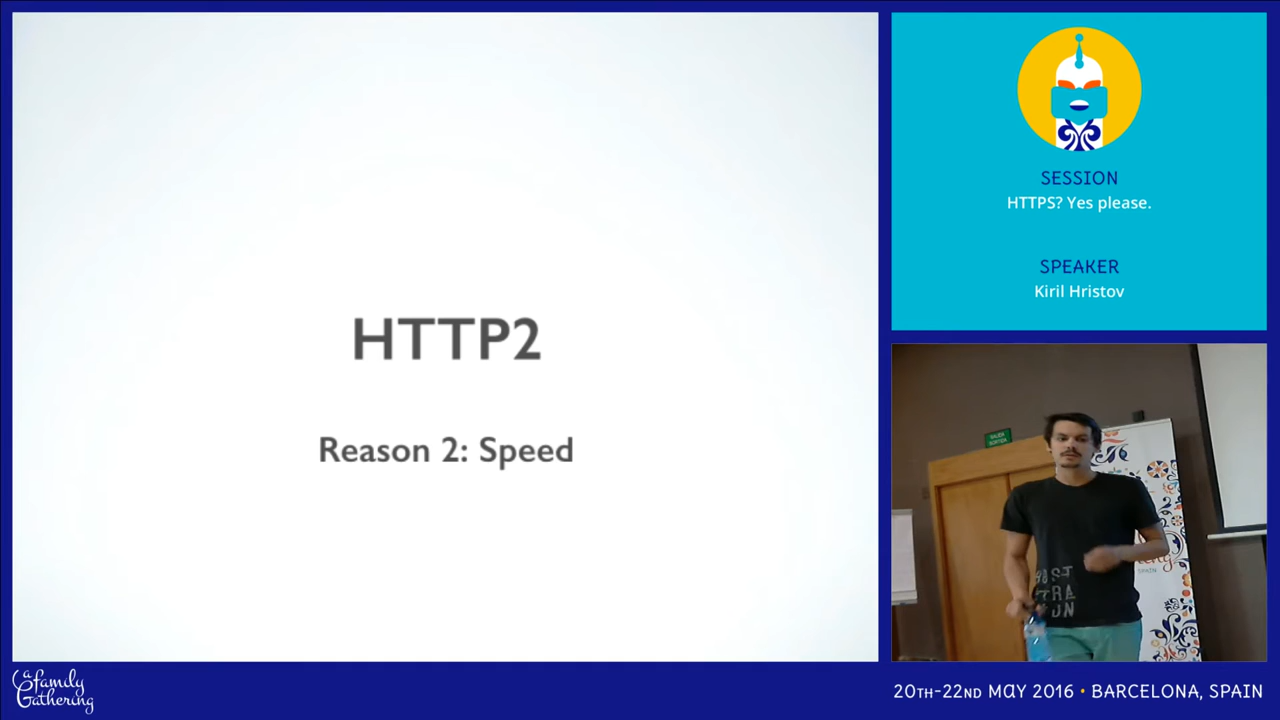 HTTP2
Reason 2: Speed
SESSION
HTTPS? Yes please.
SPEAKER
Kiril Hristov
a family
Gathering
20TH-22ND MAY 2016 • BARCELONA, SPAIN